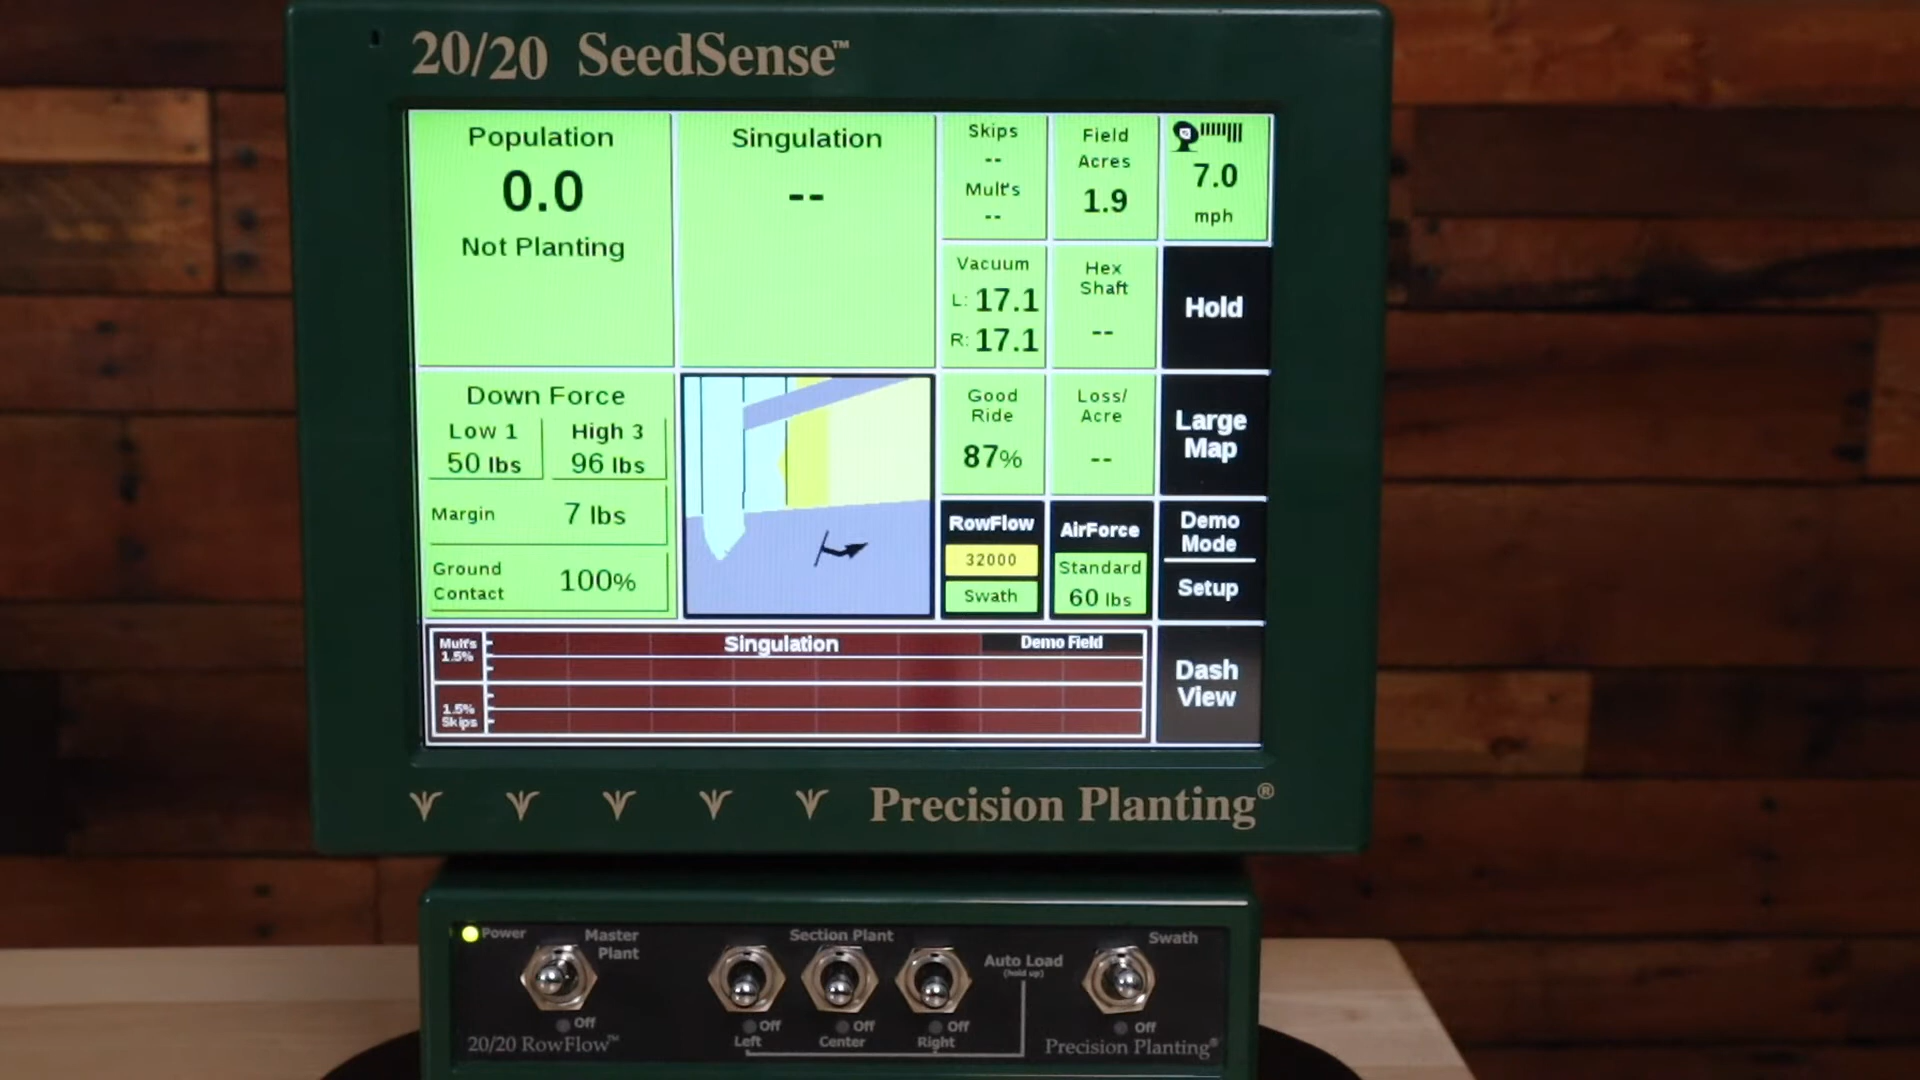 20/20 SeedSense™
Population
0.0
Not Planting
Singulation
--
Skips
--
Mult's
--
Field
Acres
1.9
7.0
mph
Vacuum
L: 17.1
R: 17.1
Hex
Shaft
--
Hold
Down Force
Low 1
50 lbs
High 3
96 lbs
Margin 7 lbs
Ground
Contact 100%
Good
Ride
87%
Loss/
Acre
--
Large
Map
RowFlow
32000
Swath
AirForce
Standard
60 lbs
Demo
Mode
Setup
Mult's
1.5%
1.5%
Skips
Singulation
Demo Field
Dash
View
Precision Planting®
Power
Master
Plant
Off
20/20 RowFlow™
Section Plant
Off
Left
Off
Center
Off
Right
Auto Load
(hold up)
Swath
Off
Precision Planting®